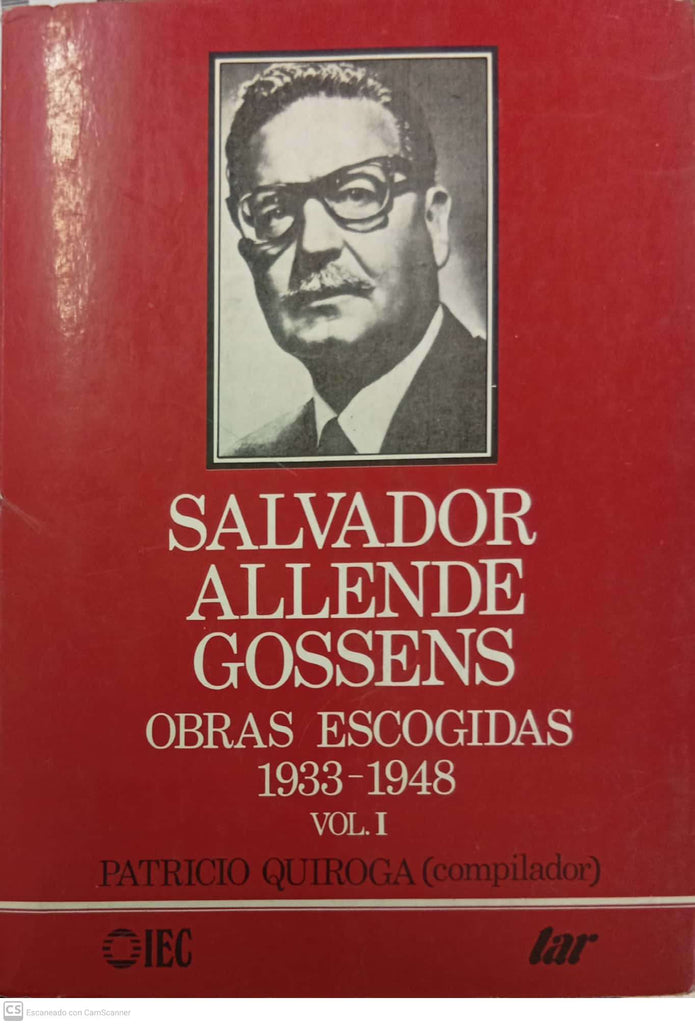 SALVADOR
ALLENDE
GOSSENS
OBRAS ESCOGIDAS
1933-1948
VOL. I
PATRICIO QUIROGA (compilador)
IEC lar
CS Escaneado con CamScanner